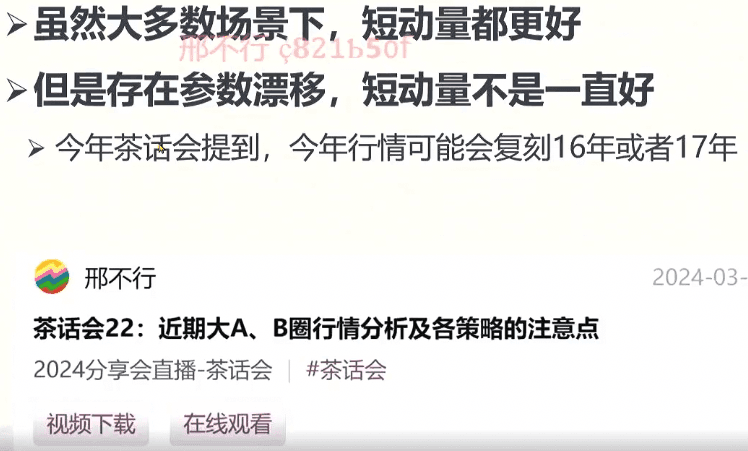 ➢虽然大多数场景下，短动量都更好
邢不行 ç821b5of
➢但是存在参数漂移，短动量不是一直好
➢ 今年茶话会提到，今年行情可能会复刻16年或者17年
邢不行 2024-03-
茶话会22：近期大A、B圈行情分析及各策略的注意点
2024分享会直播-茶话会 | #茶话会
视频下载 在线观看